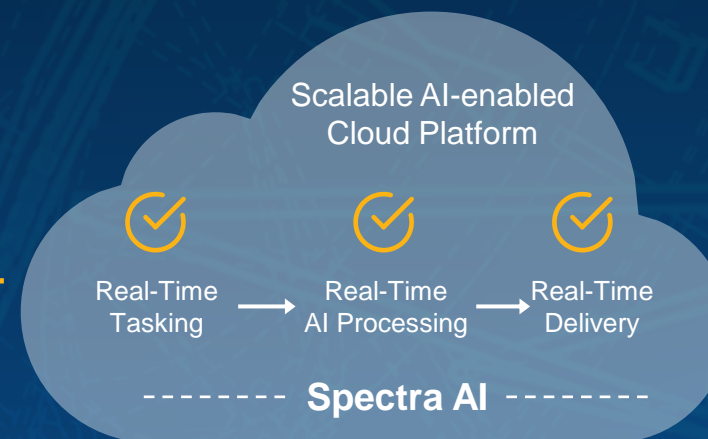 Scalable AI-enabled
Cloud Platform
Real-Time Real-Time Real-Time
Tasking AI Processing Delivery
Spectra AI